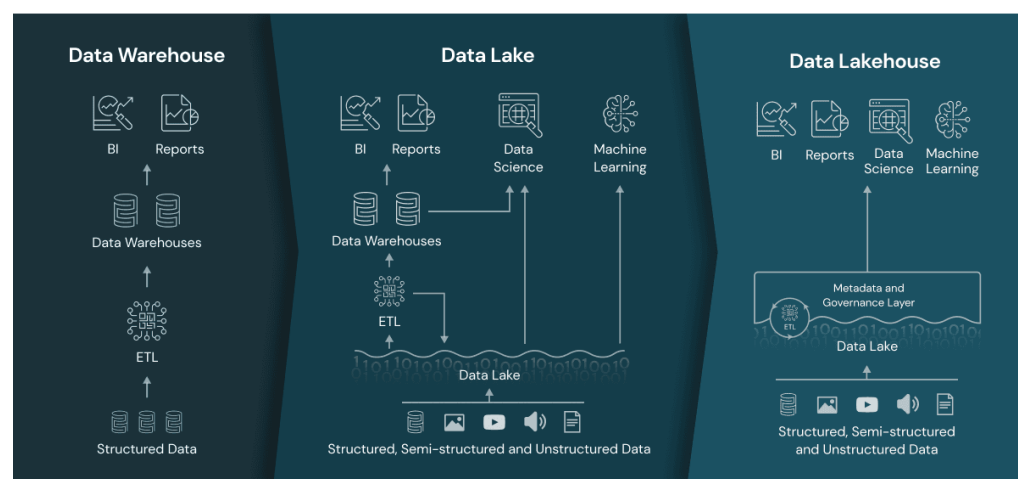 Data Warehouse
BI
Reports
Data Warehouses
ETL
Structured Data
Data Lake
BI
Reports
Data
Science
Machine
Learning
Data Warehouses
ETL
Data Lake
Structured, Semi-structured and Unstructured Data
Data Lakehouse
BI
Reports
Data
Science
Machine
Learning
Metadata and
Governance Layer
ETL
Data Lake
Structured, Semi-structured
and Unstructured Data